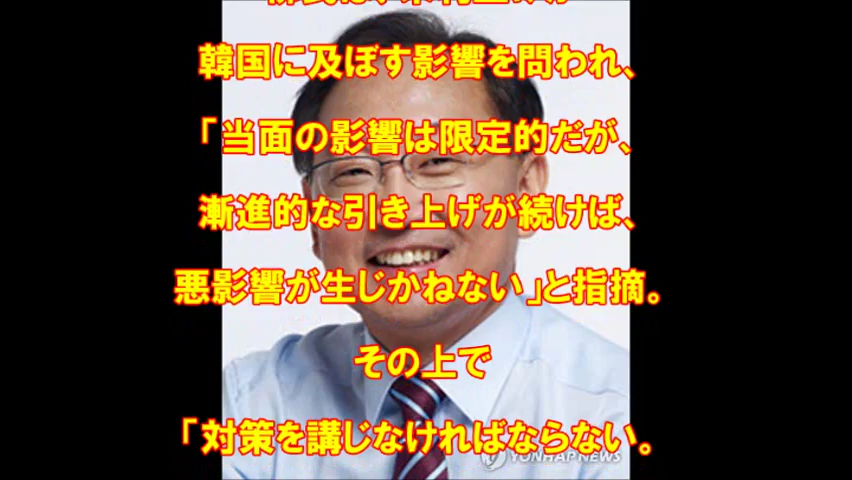 韓国に及ぼす影響を問われ、
「当面の影響は限定的だが、
漸進的な引き上げが続けば、
悪影響が生じかねない」と指摘。
その上で
「対策を講じなければならない。
YONHAP NEWS